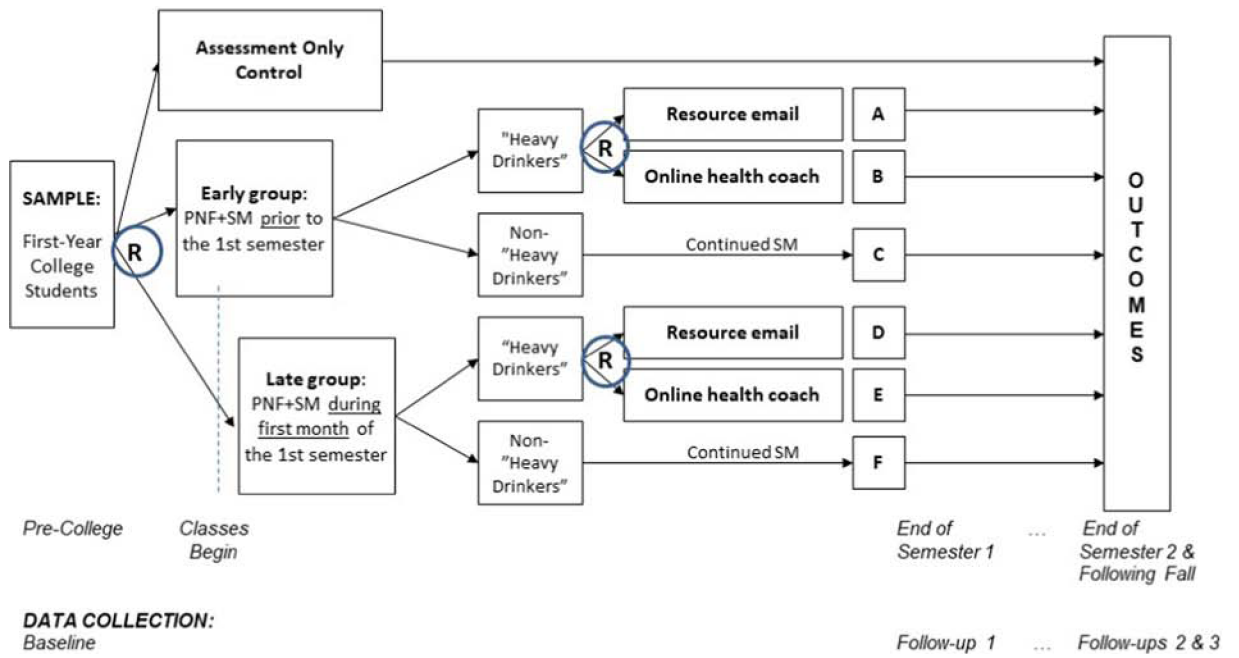 Assessment Only
Control
SAMPLE:
First-Year
College
Students
R
Early group:
PNF+SM prior to
the 1st semester
Late group:
PNF+SM during
first month of
the 1st semester
"Heavy
Drinkers"
R
Resource email
A
Online health coach
B
Non-
"Heavy
Drinkers"
Continued SM
C
"Heavy
Drinkers"
R
Resource email
D
Online health coach
E
Non-
"Heavy
Drinkers"
Continued SM
F
O
U
T
C
O
M
E
S
Pre-College
Classes
Begin
End of
Semester 1
...
End of
Semester 2 &
Following Fall
DATA COLLECTION:
Baseline
Follow-up 1
...
Follow-ups 2 & 3